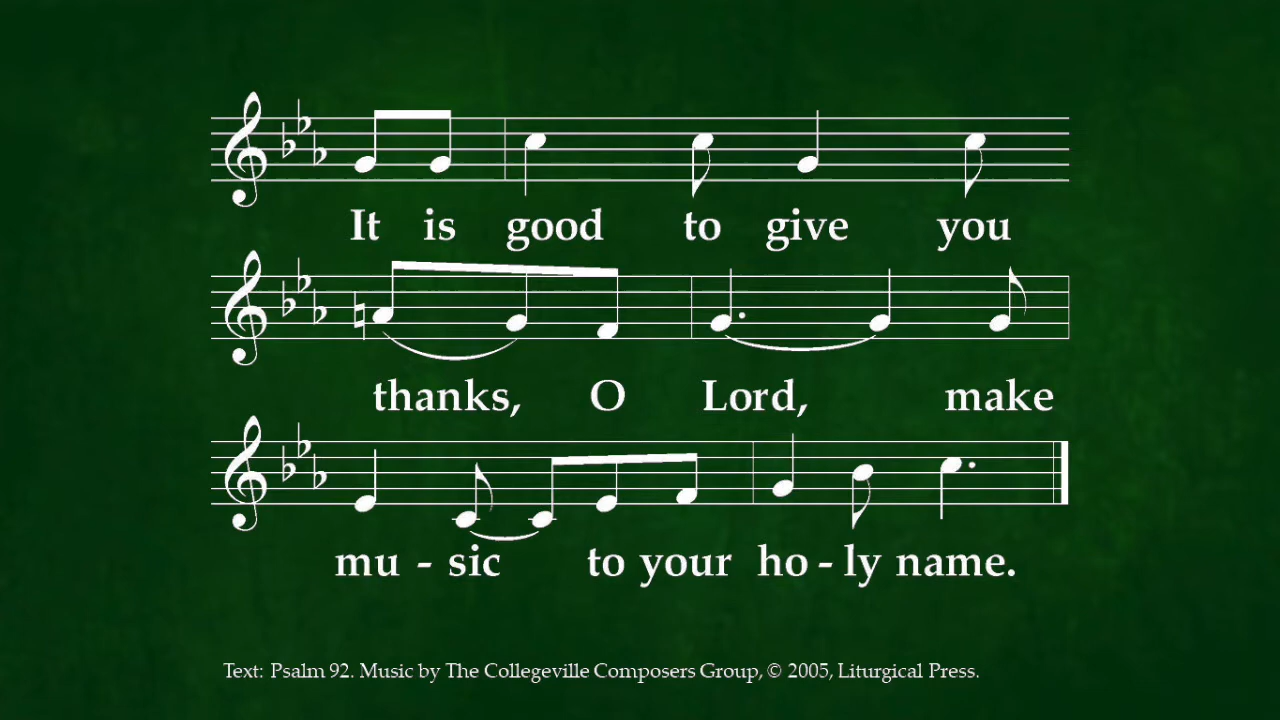 It is good to give you
thanks, O Lord, make
mu - sic to your ho - ly name.
Text: Psalm 92. Music by The Collegeville Composers Group, © 2005, Liturgical Press.